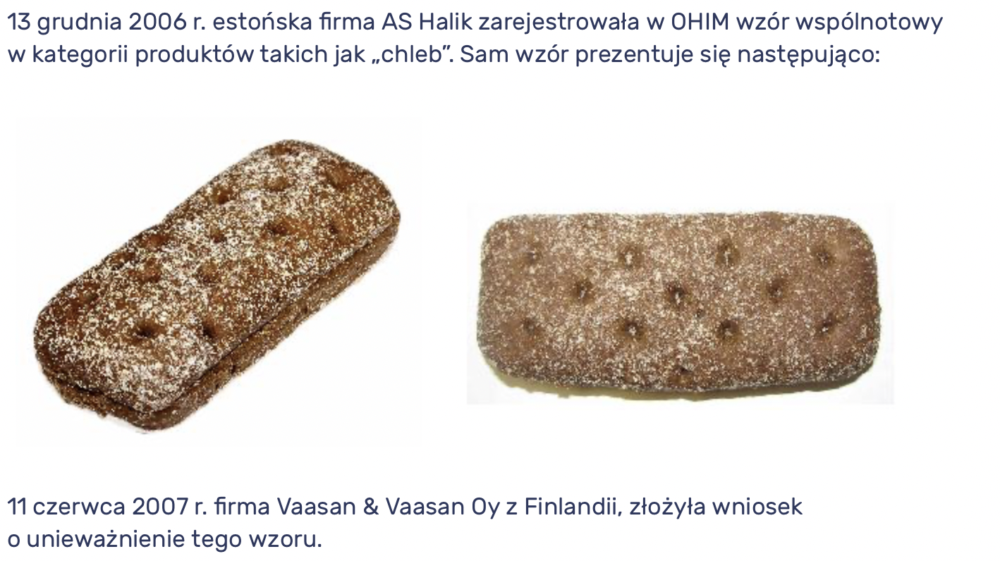 13 grudnia 2006 r. estońska firma AS Halik zarejestrowała w OHIM wzór wspólnotowy
w kategorii produktów takich jak „chleb”. Sam wzór prezentuje się następująco:
11 czerwca 2007 r. firma Vaasan & Vaasan Oy z Finlandii, złożyła wniosek
o unieważnienie tego wzoru.